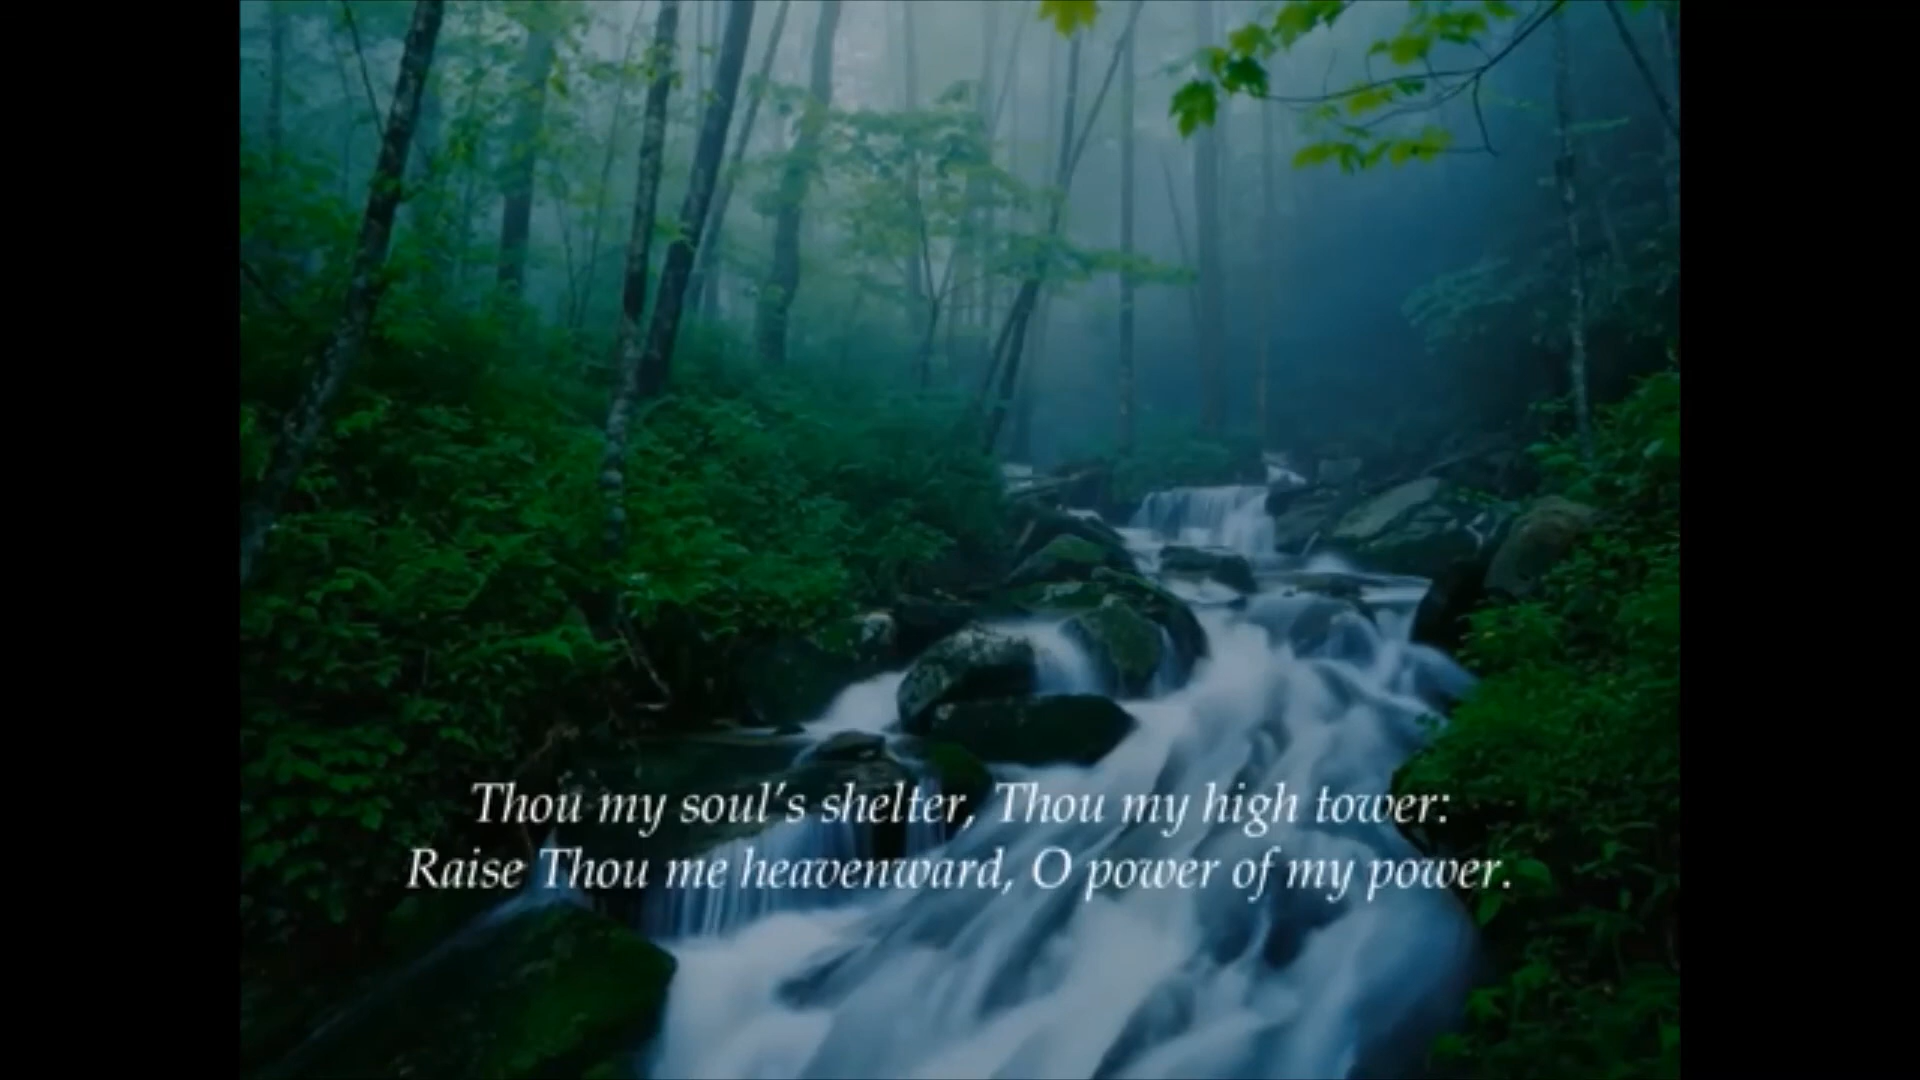 Thou my soul's shelter, Thou my high tower:
Raise Thou me heavenward, O power of my power.